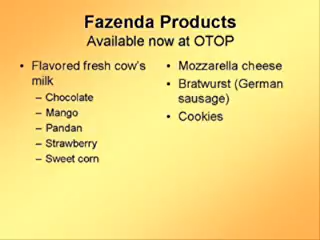 Fazenda Products
Available now at OTOP
• Flavored fresh cow's
milk
– Chocolate
– Mango
– Pandan
– Strawberry
– Sweet corn
• Mozzarella cheese
• Bratwurst (German
sausage)
• Cookies